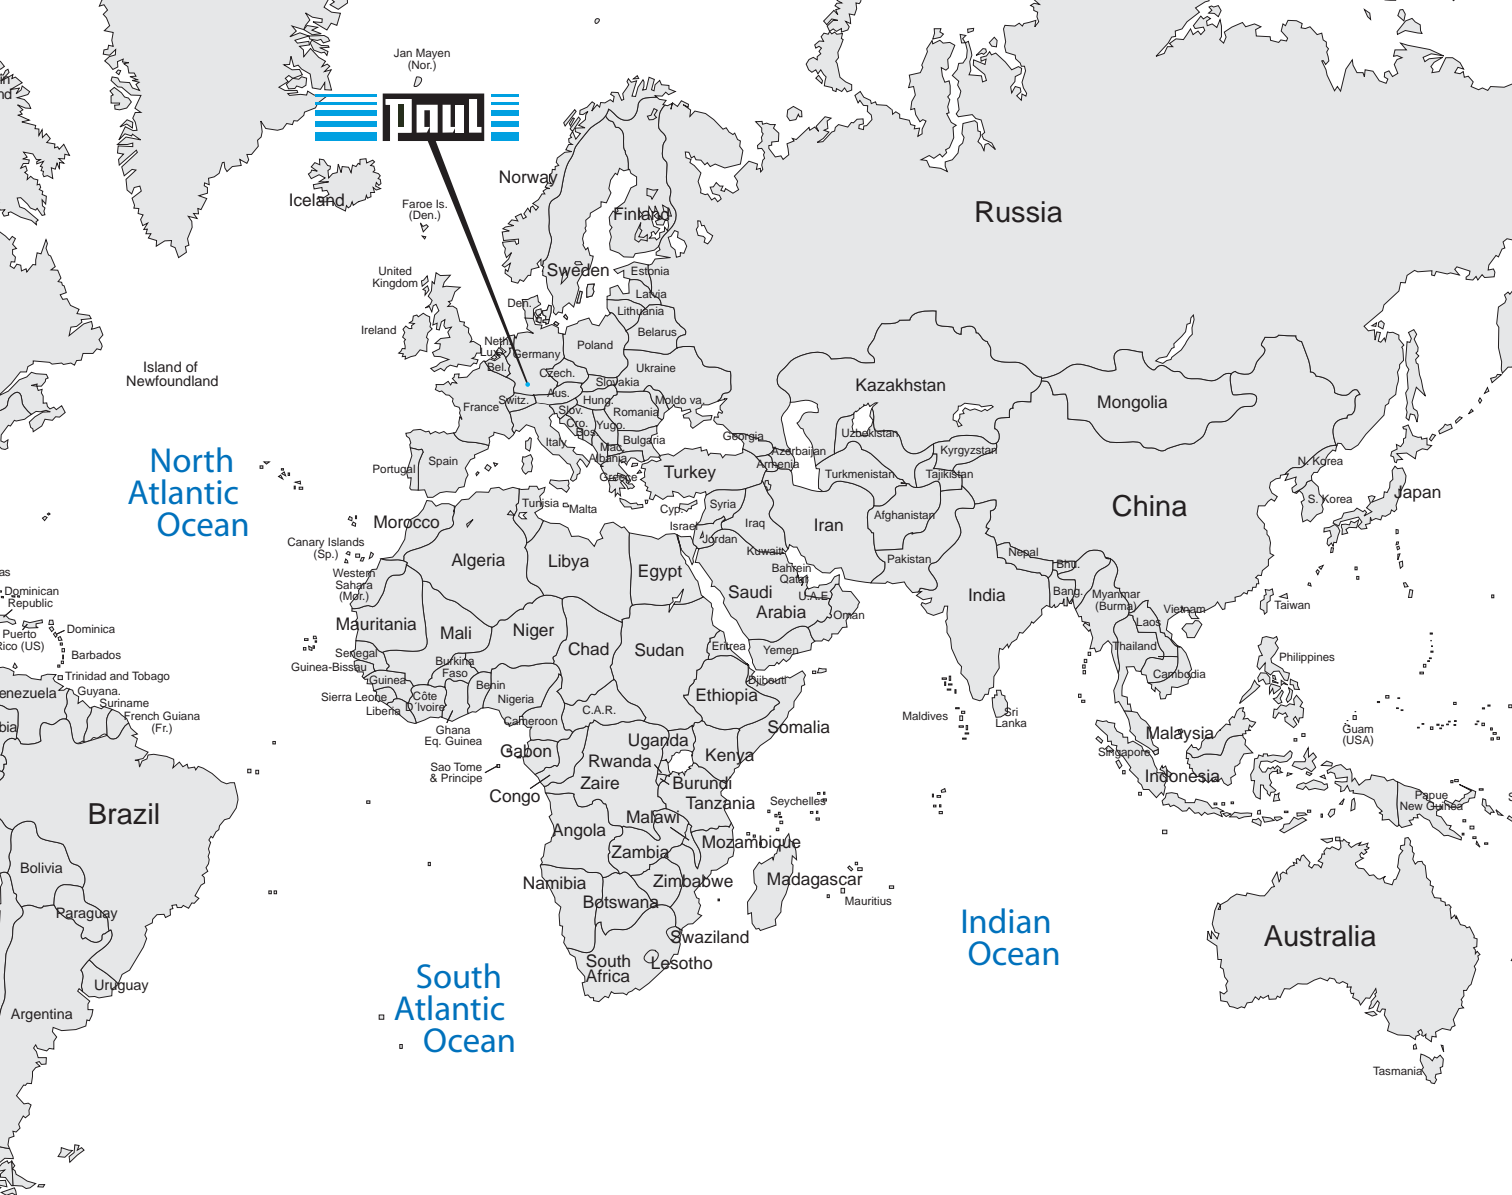 Jan Mayen
(Nor.)
Paul
Norway
Iceland
Faroe Is.
(Den.)
Finland
Russia
Sweden
Estonia
United
Kingdom
Latvia
Den.
Lithuania
Ireland
Belarus
Neth.
Lux.
Germany
Poland
Bel.
Czech.
Ukraine
Island of
Newfoundland
Slovakia
Kazakhstan
Aus.
Switz.
Hung.
Moldo va.
France
Slov.
Romania
Mongolia
Cro.
Yugo.
Bos.
Italy
Bulgaria
Georgia
Uzbekistan
Mac.
Albania
Azerbaijan
Armenia
Kyrgyzstan
Spain
Portugal
Greece
Turkey
Turkmenistan
Tajikistan
N. Korea
North
Atlantic
Ocean
S. Korea
Japan
China
Tunisia
Malta
Cyp.
Syria
Morocco
Israel
Iraq
Iran
Afghanistan
Jordan
Canary Islands
(Sp.)
Kuwait
Algeria
Libya
Egypt
Pakistan
Nepal
Bhu.
Western
Sahara
(Mor.)
Bahrein
Qatar
Saudi
Arabia
U.A.E.
Oman
India
Bang.
Myanmar
(Burma)
Vietnam
Laos
Taiwan
Dominican
Republic
Puerto
Rico (US)
Dominica
Barbados
Trinidad and Tobago
Mauritania
Mali
Niger
Chad
Sudan
Eritrea
Yemen
Thailand
Philippines
Senegal
Guinea-Bissau
Burkina
Faso
Guinea
Benin
Djibouti
Cambodia
enezuela
Guyana.
Suriname
French Guiana
(Fr.)
Sierra Leone
Liberia
Côte
D´Ivoire
Nigeria
Ethiopia
C.A.R.
Cameroon
Ghana
Eq. Guinea
Somalia
Maldives
Sri
Lanka
Guam
(USA)
Malaysia
Singapore
Indonesia
Gabon
Uganda
Kenya
Rwanda
Sao Tome
& Principe
Zaire
Burundi
Congo
Tanzania
Seychelles
Papue
New Guinea
Brazil
Malawi
Angola
Mozambique
Zambia
Bolivia
Namibia
Zimbabwe
Madagascar
Botswana
Mauritius
Paraguay
Indian
Ocean
Swaziland
Australia
South
Africa
Lesotho
Uruguay
South
Atlantic
Ocean
Argentina
Tasmania